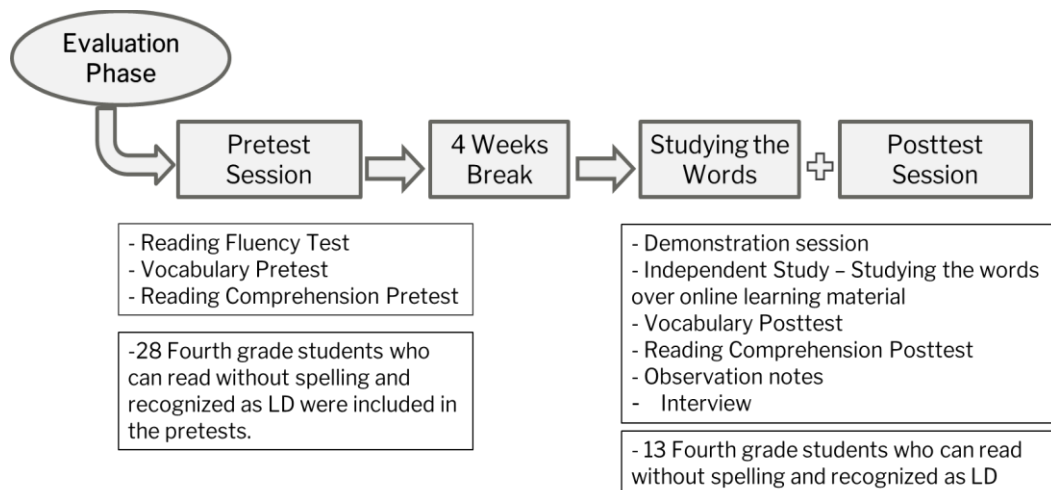 Evaluation
Phase
Pretest
Session
4 Weeks
Break
Studying the
Words
Posttest
Session
- Reading Fluency Test
- Vocabulary Pretest
- Reading Comprehension Pretest
-28 Fourth grade students who
can read without spelling and
recognized as LD were included in
the pretests.
- Demonstration session
- Independent Study – Studying the words
over online learning material
- Vocabulary Posttest
- Reading Comprehension Posttest
- Observation notes
- Interview
- 13 Fourth grade students who can read
without spelling and recognized as LD